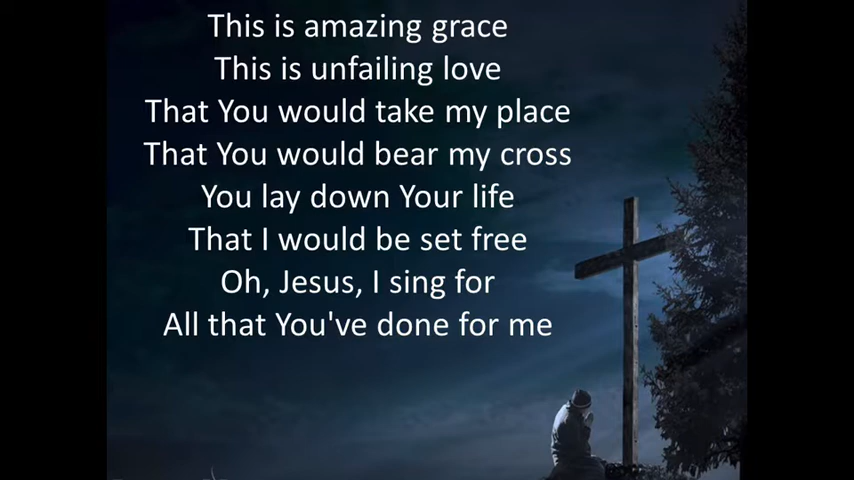 This is amazing grace
This is unfailing love
That You would take my place
That You would bear my cross
You lay down Your life
That I would be set free
Oh, Jesus, I sing for
All that You've done for me